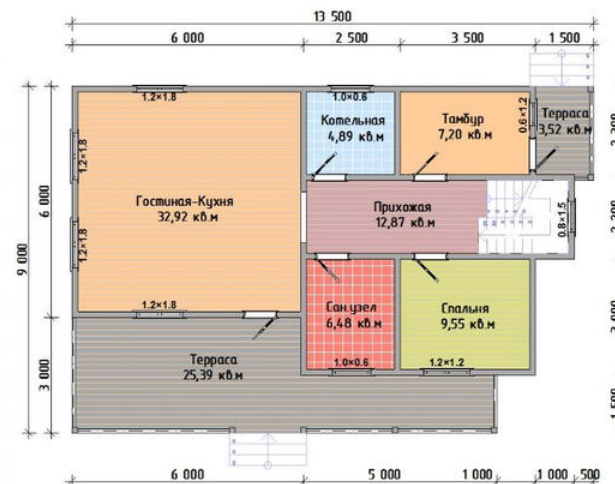 13 500
6 000
2 500
3 500
1 500
1.2×1.8
1.0×0.6
Котельная
4,89 кв.м
Тамбур
7,20 кв.м
0.6×1.2
Терраса
3,52 кв.м
1.2×1.8
Гостиная-Кухня
32,92 кв.м
Прихожая
12,87 кв.м
0.8×1.5
9 000
6 000
1.2×1.8
1.2×1.8
Сан.узел
6,48 кв.м
Спальня
9,55 кв.м
1.0×0.6
1.2×1.2
Терраса
25,39 кв.м
3 000
6 000
5 000
1 000
1 000
500